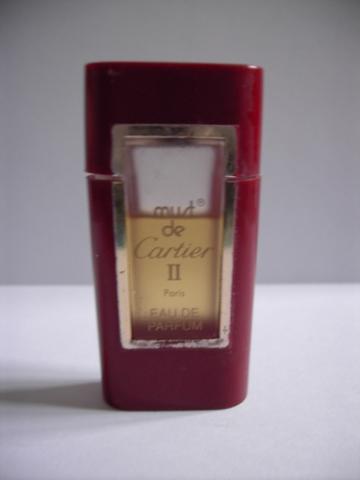 must®
de
Cartier
II
Paris
EAU DE
PARFUM